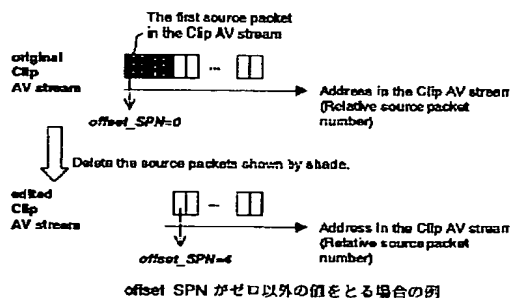 The first source packet
in the Clip AV stream
original
Clip
AV stream
...
Address in the Clip AV stream
(Relative source packet
number)
offset_SPN=0
Delete the source packets shown by shade.
edited
Clip
AV stream
...
Address in the Clip AV stream
(Relative source packet
number)
offset_SPN=4
offset SPN がゼロ以外の値をとる場合の例